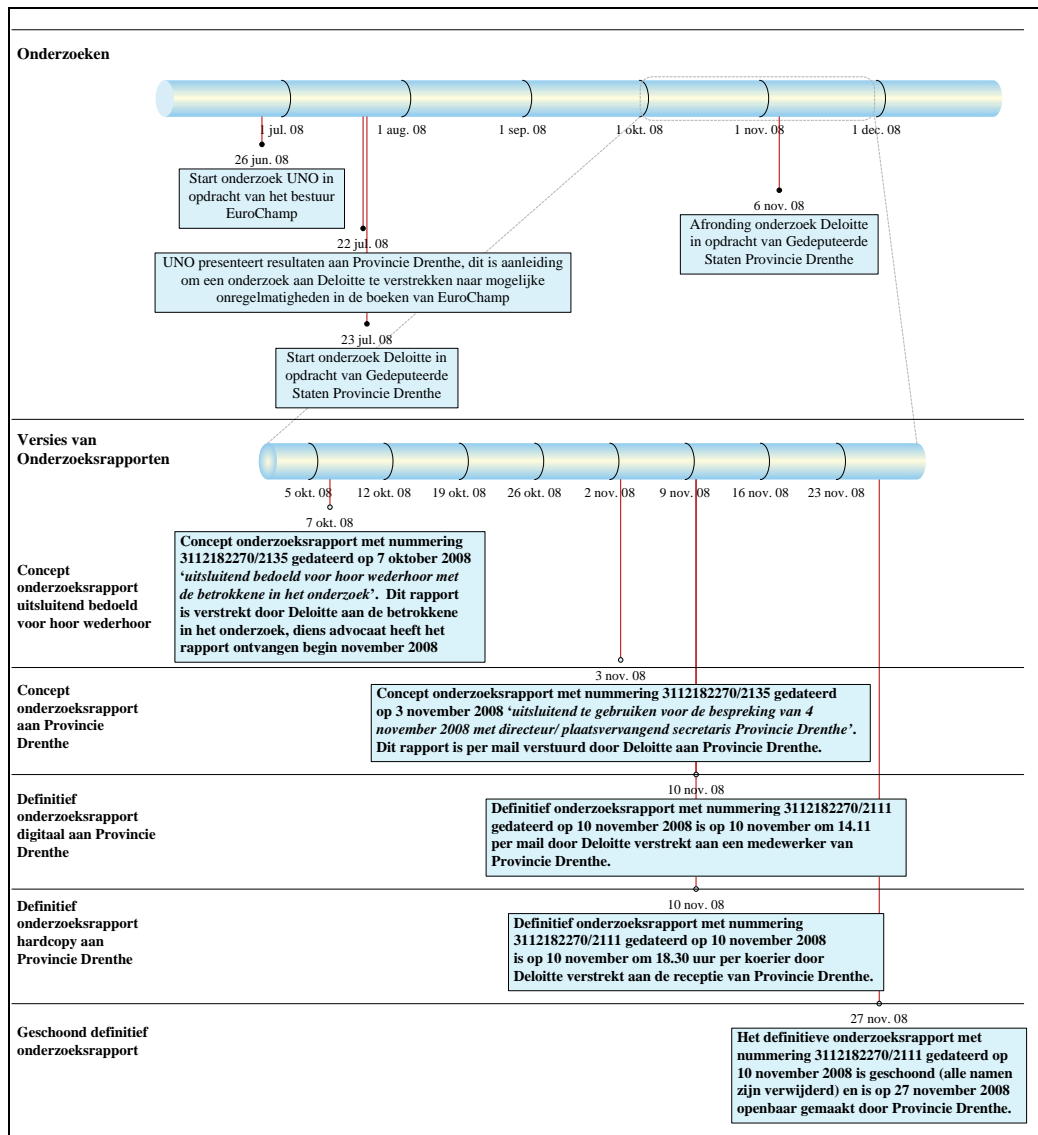 Onderzoeken
1 jul. 08
1 aug. 08
1 sep. 08
1 okt. 08
1 nov. 08
1 dec. 08
26 jun. 08
Start onderzoek UNO in
opdracht van het bestuur
EuroChamp
22 jul. 08
UNO presenteert resultaten aan Provincie Drenthe, dit is aanleiding
om een onderzoek aan Deloitte te verstrekken naar mogelijke
onregelmatigheden in de boeken van EuroChamp
23 jul. 08
Start onderzoek Deloitte in
opdracht van Gedeputeerde
Staten Provincie Drenthe
6 nov. 08
Afronding onderzoek Deloitte
in opdracht van Gedeputeerde
Staten Provincie Drenthe
Versies van
Onderzoeksrapporten
5 okt. 08
12 okt. 08
19 okt. 08
26 okt. 08
2 nov. 08
9 nov. 08
16 nov. 08
23 nov. 08
Concept
onderzoeksrapport
uitsluitend bedoeld
voor hoor wederhoor
7 okt. 08
Concept onderzoeksrapport met nummering
3112182270/2135 gedateerd op 7 oktober 2008
‘uitsluitend bedoeld voor hoor wederhoor met
de betrokkene in het onderzoek’. Dit rapport
is verstrekt door Deloitte aan de betrokkene
in het onderzoek, diens advocaat heeft het
rapport ontvangen begin november 2008
Concept
onderzoeksrapport
aan Provincie
Drenthe
3 nov. 08
Concept onderzoeksrapport met nummering 3112182270/2135 gedateerd
op 3 november 2008 ‘uitsluitend te gebruiken voor de bespreking van 4
november 2008 met directeur/ plaatsvervangend secretaris Provincie Drenthe’.
Dit rapport is per mail verstuurd door Deloitte aan Provincie Drenthe.
Definitief
onderzoeksrapport
digitaal aan Provincie
Drenthe
10 nov. 08
Definitief onderzoeksrapport met nummering 3112182270/2111
gedateerd op 10 november 2008 is op 10 november om 14.11
per mail door Deloitte verstrekt aan een medewerker van
Provincie Drenthe.
Definitief
onderzoeksrapport
hardcopy aan
Provincie Drenthe
10 nov. 08
Definitief onderzoeksrapport met nummering
3112182270/2111 gedateerd op 10 november 2008
is op 10 november om 18.30 uur per koerier door
Deloitte verstrekt aan de receptie van Provincie Drenthe.
Geschoond definitief
onderzoeksrapport
27 nov. 08
Het definitieve onderzoeksrapport met
nummering 3112182270/2111 gedateerd op
10 november 2008 is geschoond (alle namen
zijn verwijderd) en is op 27 november 2008
openbaar gemaakt door Provincie Drenthe.